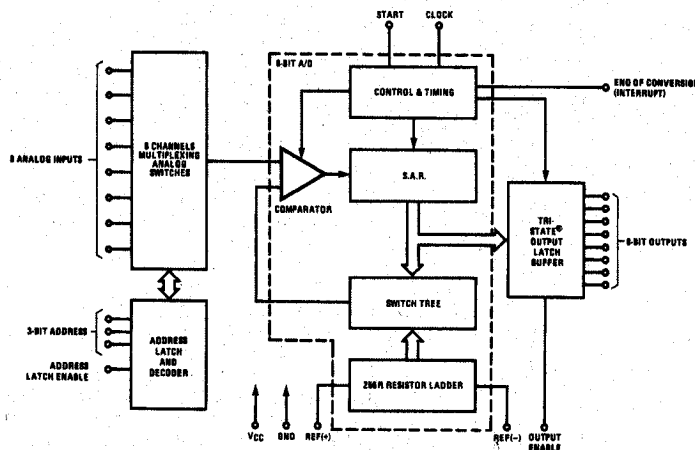 START
CLOCK
8-BIT A/D
CONTROL & TIMING
END OF CONVERSION
(INTERRUPT)
8 ANALOG INPUTS
8 CHANNELS
MULTIPLEXING
ANALOG
SWITCHES
S.A.R.
COMPARATOR
TRI-
STATE®
OUTPUT
LATCH
BUFFER
8-BIT OUTPUTS
SWITCH TREE
3-BIT ADDRESS
ADDRESS
LATCH ENABLE
ADDRESS
LATCH
AND
DECODER
256R RESISTOR LADDER
VCC
GND
REF(+)
REF(−)
OUTPUT
ENABLE